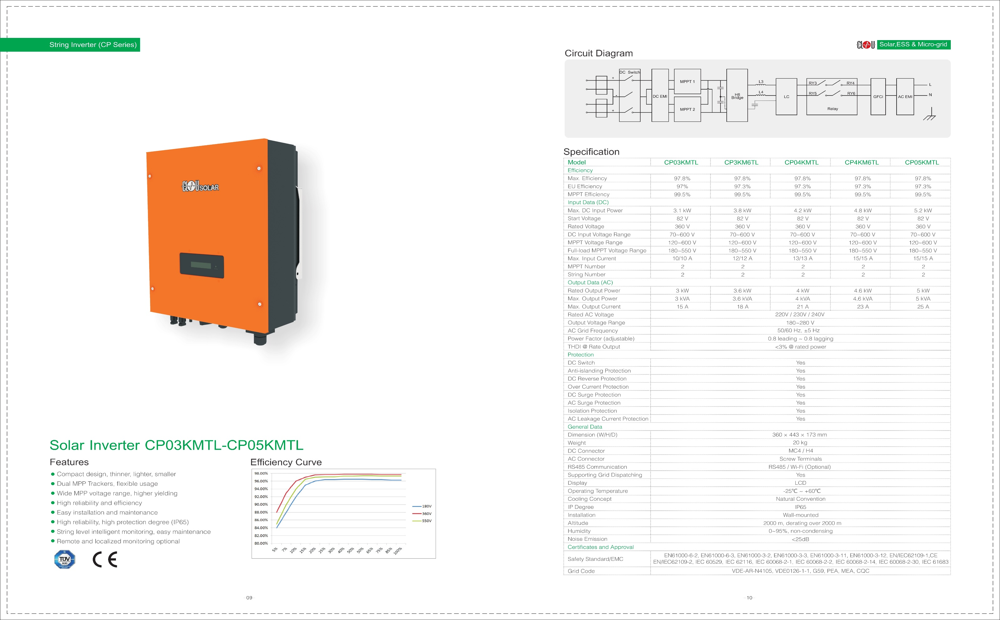 String Inverter (CP Series)
CLOU Solar,ESS & Micro-grid
CLOU SOLAR
Solar Inverter CP03KMTL-CP05KMTL
Features
Compact design, thinner, lighter, smaller
Dual MPP Trackers, flexible usage
Wide MPP voltage range, higher yielding
High reliability and efficiency
Easy installation and maintenance
High reliability, high protection degree (IP65)
String level intelligent monitoring, easy maintenance
Remote and localized monitoring optional
TÜV
SUD
CE
Efficiency Curve
98.00%
96.00%
94.00%
92.00%
90.00%
88.00%
86.00%
84.00%
82.00%
80.00%
5% 7% 10% 15% 20% 25% 30% 40% 50% 50% 65% 75% 85% 100%
180V
360V
550V
09
Circuit Diagram
DC Switch
+
-
+
DC EMI
MPPT 1
MPPT 2
H6
Bridge
L3
L4
LC
RY3 RY4
RY5 RY6
Relay
GFCI
AC EMI
L
N
Specification
Model CP03KMTL CP3KM6TL CP04KMTL CP4KM6TL CP05KMTL
Efficiency
Max. Efficiency 97.8% 97.8% 97.8% 97.8% 97.8%
EU Efficiency 97% 97.3% 97.3% 97.3% 97.3%
MPPT Efficiency 99.5% 99.5% 99.5% 99.5% 99.5%
Input Data (DC)
Max. DC Input Power 3.1 kW 3.8 kW 4.2 kW 4.8 kW 5.2 kW
Start Voltage 82 V 82 V 82 V 82 V 82 V
Rated Voltage 360 V 360 V 360 V 360 V 360 V
DC Input Voltage Range 70~600 V 70~600 V 70~600 V 70~600 V 70~600 V
MPPT Voltage Range 120~600 V 120~600 V 120~600 V 120~600 V 120~600 V
Full-load MPPT Voltage Range 180~550 V 180~550 V 180~550 V 180~550 V 180~550 V
Max. Input Current 10/10 A 12/12 A 13/13 A 15/15 A 15/15 A
MPPT Number 2 2 2 2 2
String Number 2 2 2 2 2
Output Data (AC)
Rated Output Power 3 kW 3.6 kW 4 kW 4.6 kW 5 kW
Max. Output Power 3 kVA 3.6 kVA 4 kVA 4.6 kVA 5 kVA
Max. Output Current 15 A 18 A 21 A 23 A 25 A
Rated AC Voltage 220V / 230V / 240V
Output Voltage Range 180~280 V
AC Grid Frequency 50/60 Hz, ±5 Hz
Power Factor (adjustable) 0.8 leading ~ 0.8 lagging
THDI @ Rate Output <3% @ rated power
Protection
DC Switch Yes
Anti-islanding Protection Yes
DC Reverse Protection Yes
Over Current Protection Yes
DC Surge Protection Yes
AC Surge Protection Yes
Isolation Protection Yes
AC Leakage Current Protection Yes
General Data
Dimension (W/H/D) 360 × 443 × 173 mm
Weight 20 kg
DC Connector MC4 / H4
AC Connector Screw Terminals
RS485 Communication RS485 / Wi-Fi (Optional)
Supporting Grid Dispatching Yes
Display LCD
Operating Temperature -25℃ ~ +60℃
Cooling Concept Natural Convention
IP Degree IP65
Installation Wall-mounted
Altitude 2000 m, derating over 2000 m
Humidity 0~95%, non-condensing
Noise Emission <25dB
Certificates and Approval
Safety Standard/EMC EN61000-6-2, EN61000-6-3, EN61000-3-2, EN61000-3-3, EN61000-3-11, EN61000-3-12, EN/IEC62109-1,CE
EN/IEC62109-2, IEC 60529, IEC 62116, IEC 60068-2-1, IEC 60068-2-2, IEC 60068-2-14, IEC 60068-2-30, IEC 61683
Grid Code VDE-AR-N4105, VDE0126-1-1, G59, PEA, MEA, CQC
10